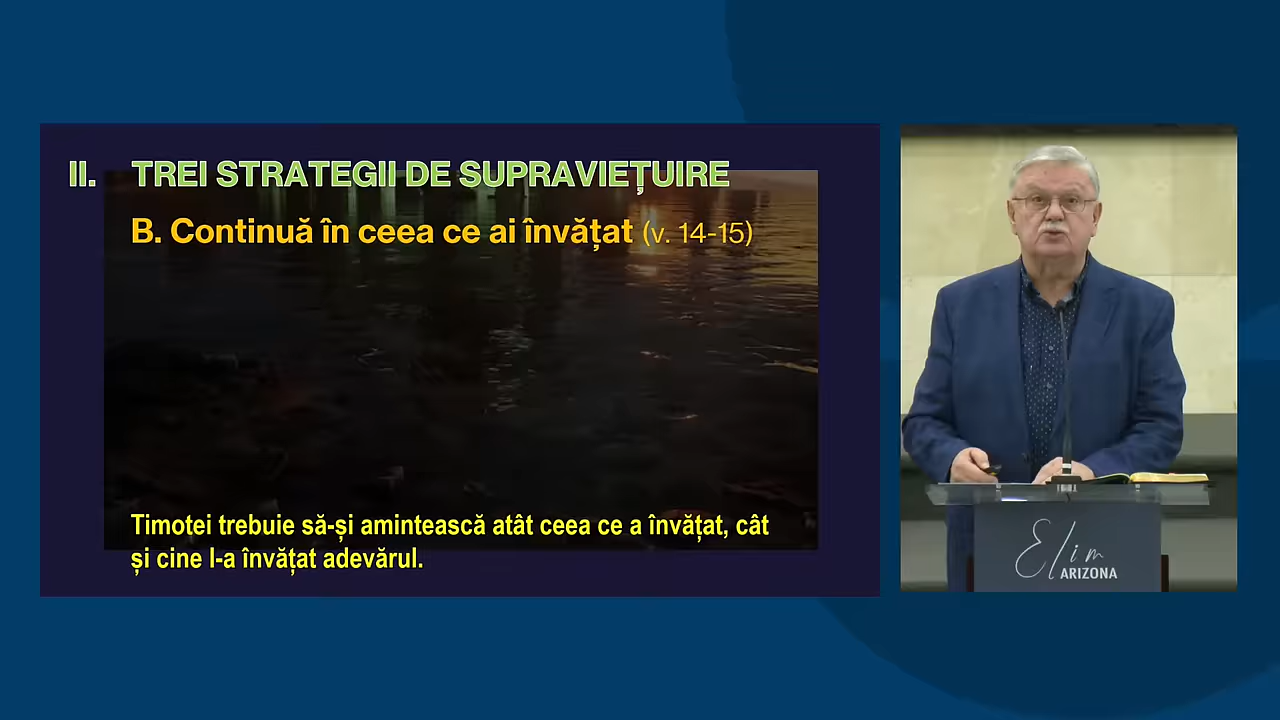 II. TREI STRATEGII DE SUPRAVIEȚUIRE
B. Continuă în ceea ce ai învățat (v. 14-15)
Timotei trebuie să-și amintească atât ceea ce a învățat, cât
și cine l-a învățat adevărul.
Elim
ARIZONA